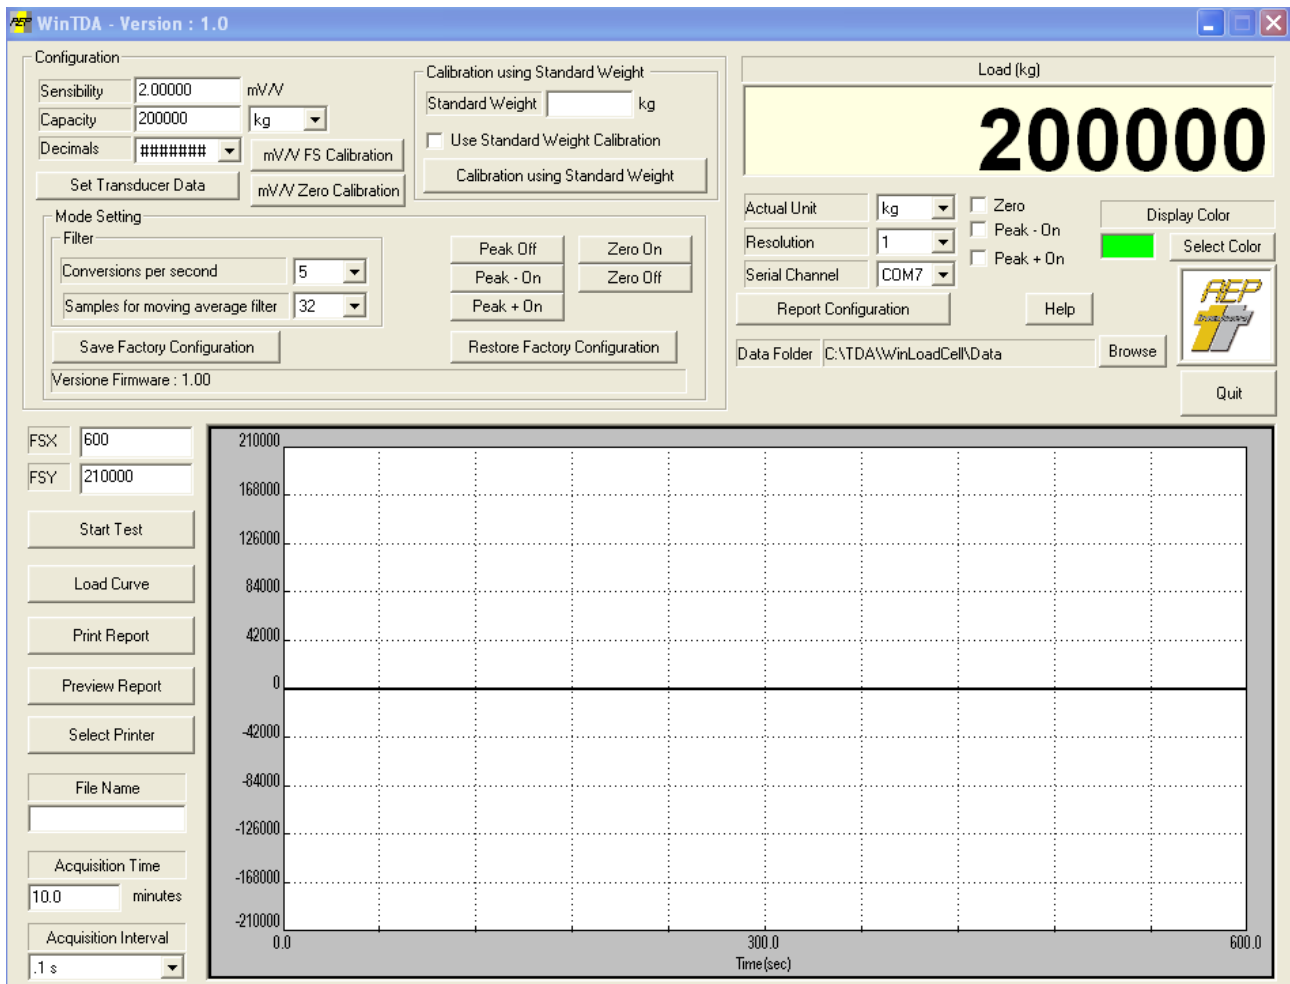 WinTDA - Version : 1.0
Configuration
Sensibility 2.00000 mV/V
Capacity 200000 kg
Decimals #######
mV/V FS Calibration
Set Transducer Data
mV/V Zero Calibration
Calibration using Standard Weight
Standard Weight kg
Use Standard Weight Calibration
Calibration using Standard Weight
Mode Setting
Filter
Conversions per second 5
Samples for moving average filter 32
Peak Off Zero On
Peak - On Zero Off
Peak + On
Save Factory Configuration
Restore Factory Configuration
Versione Firmware : 1.00
Load (kg)
200000
Actual Unit kg
Resolution 1
Serial Channel COM7
Zero
Peak - On
Peak + On
Display Color
Select Color
Report Configuration
Help
AEP
Data Folder C:\TDA\WinLoadCell\Data Browse
Quit
FSX 600
FSY 210000
Start Test
Load Curve
Print Report
Preview Report
Select Printer
File Name
Acquisition Time
10.0 minutes
Acquisition Interval
.1 s
210000
168000
126000
84000
42000
0
-42000
-84000
-126000
-168000
-210000
0.0 300.0 600.0
Time(sec)